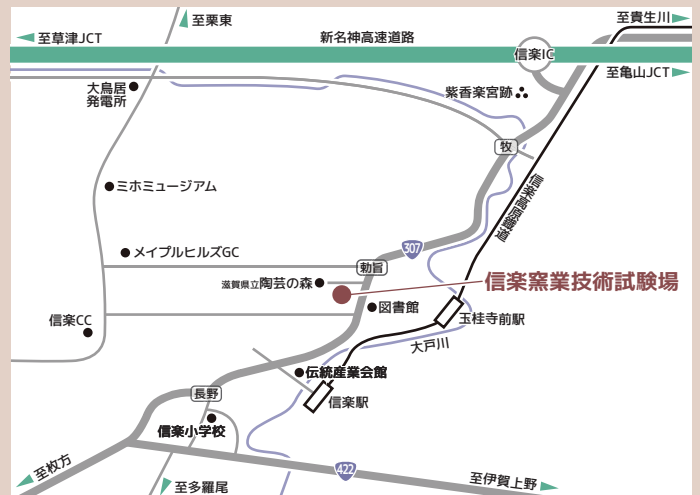 至栗東
至貴生川
至草津JCT
新名神高速道路
信楽IC
至亀山JCT
大鳥居
発電所
紫香楽宮跡
牧
ミホミュージアム
信楽高原鐵道
307
メイプルヒルズGC
勅旨
滋賀県立陶芸の森
信楽窯業技術試験場
図書館
信楽CC
玉桂寺前駅
大戸川
伝統産業会館
長野
信楽駅
信楽小学校
至枚方
422
至多羅尾
至伊賀上野